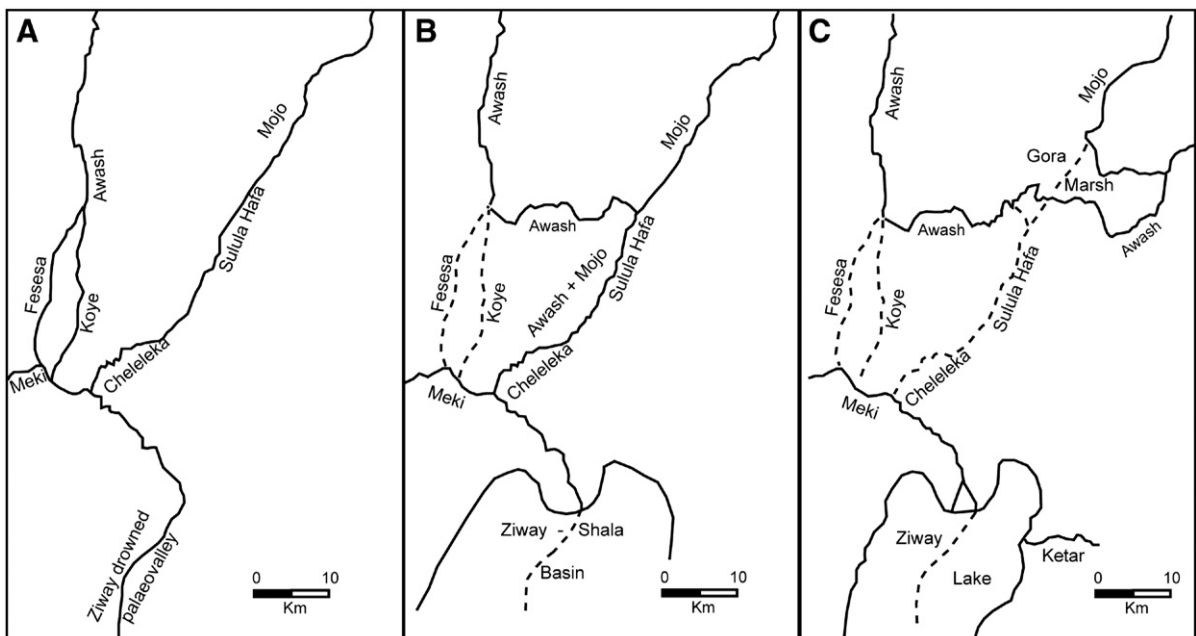 A
Awash
Mojo
Sulula Hafa
Fesesa
Koye
Meki
Cheleleka
Ziway drowned
palaeovalley
0 10
Km
B
Awash
Mojo
Awash
Fesesa
Koye
Awash + Mojo
Sulula Hafa
Cheleleka
Meki
Ziway - Shala
Basin
0 10
Km
C
Awash
Mojo
Gora
Marsh
Awash
Awash
Fesesa
Koye
Sulula Hafa
Cheleleka
Meki
Ziway
Lake
Ketar
0 10
Km